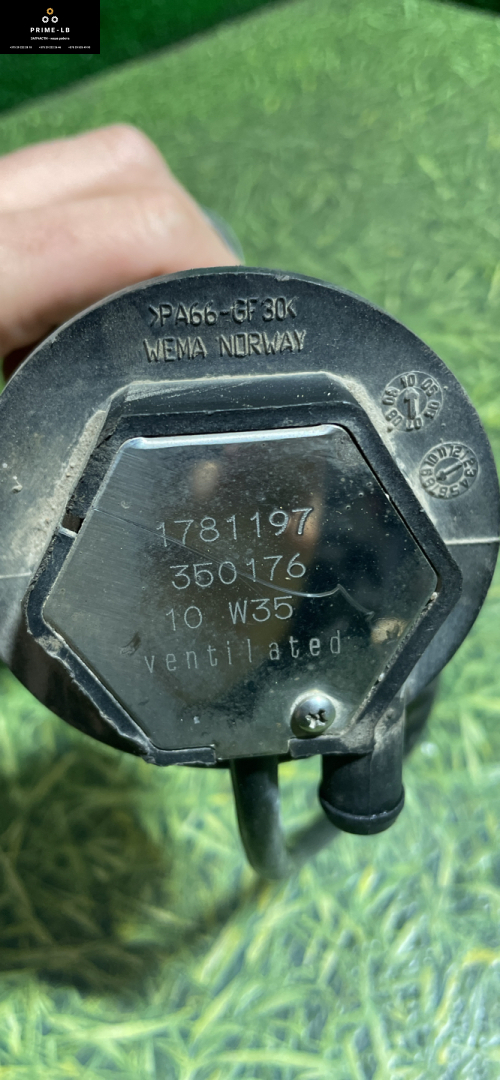 PRIME-LB
>PA66-GF30<
WEMA NORWAY
1781197
350176
10 W35
ventilated